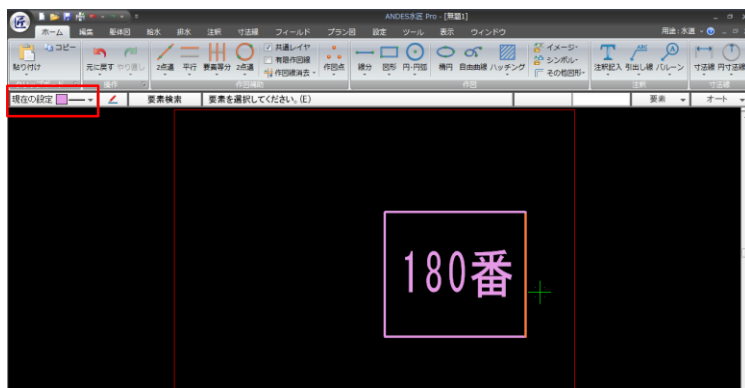 ANDES水匠 Pro - [無題1]
ホーム 編集 躯体図 給水 排水 注釈 寸法線 フィールド プラン図 設定 ツール 表示 ウィンドウ 用途:水道
貼り付け コピー 元に戻す やり直し 2点連 平行 要素等分 2点連 共通レイヤ 有限作図線 作図線消去 作図点 線分 図形 円・円弧 楕円 自由曲線 ハッチング イメージ シンボル その他図形 注釈記入 引出し線 バルーン 寸法線 円寸法線
操作 作図補助 作図 注釈 寸法線
現在の設定 要素検索 要素を選択してください。(E) 要素 オート
180番